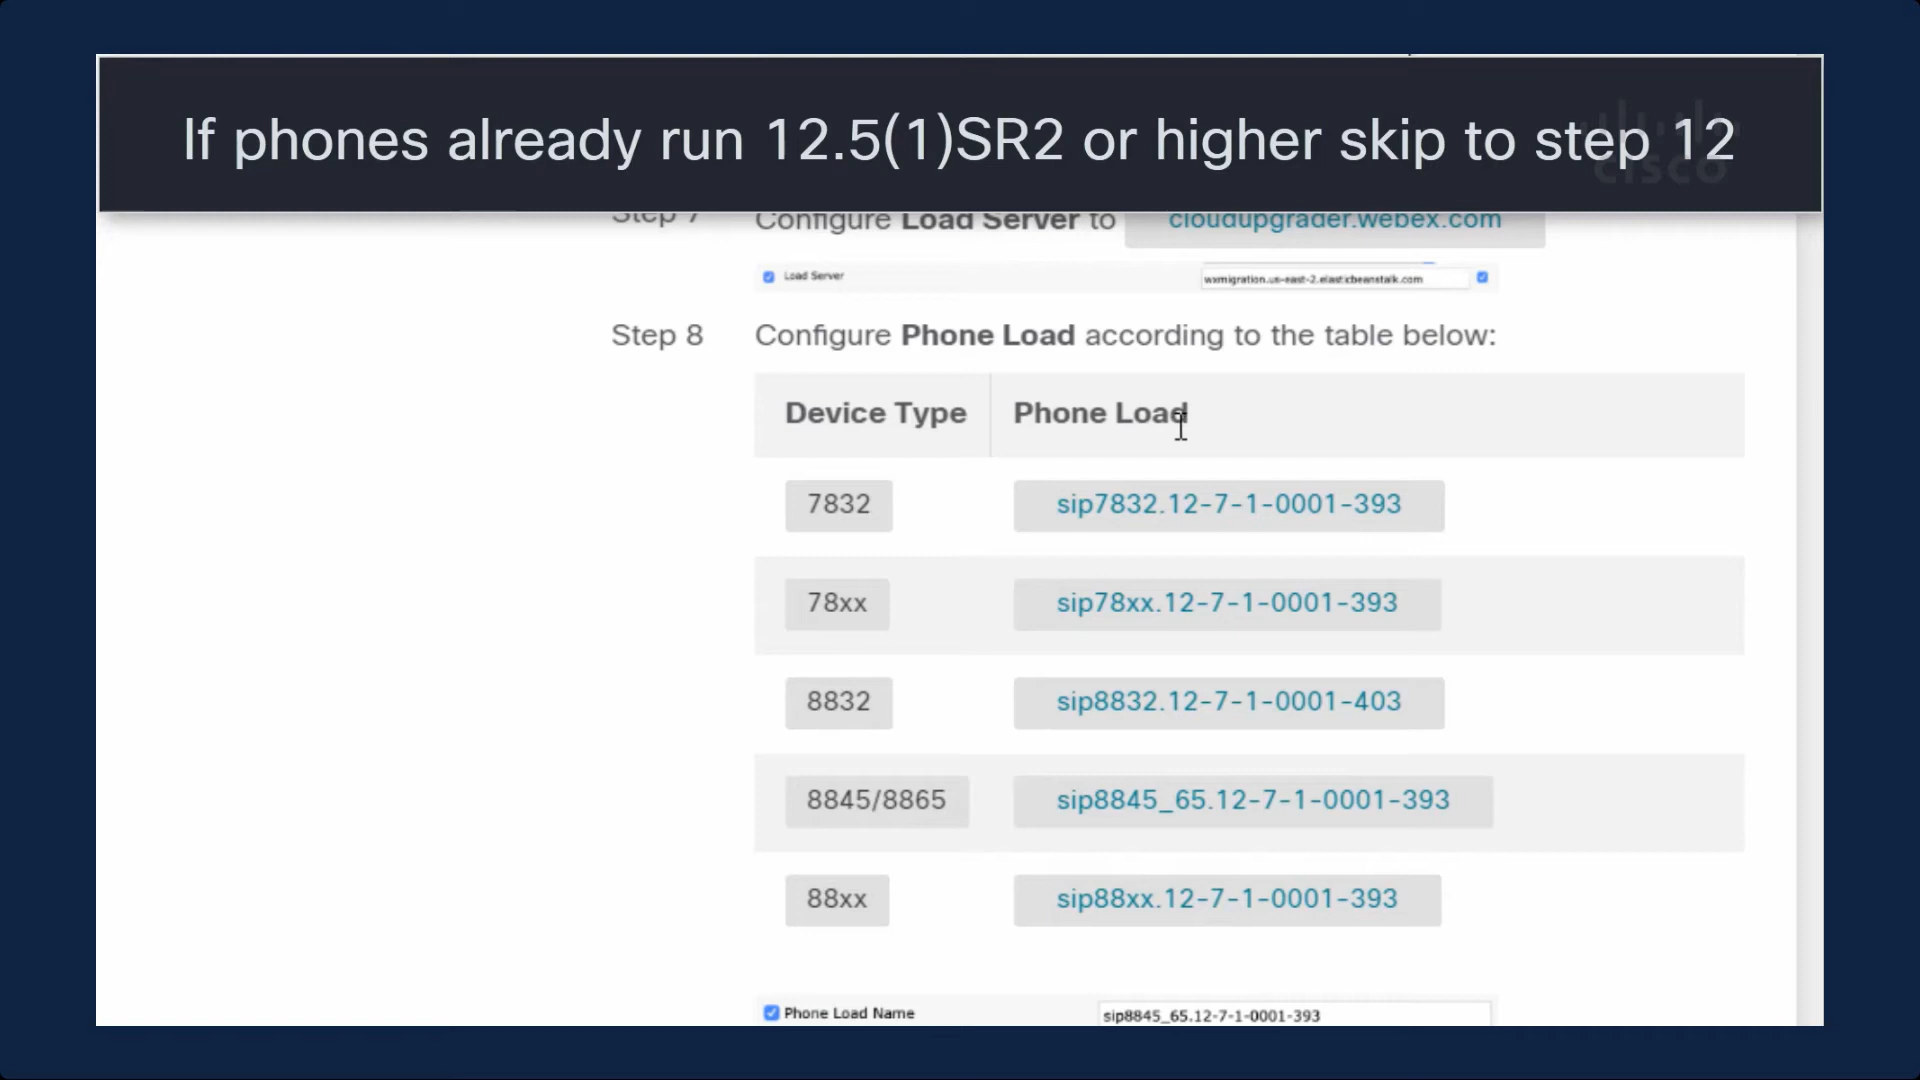 If phones already run 12.5(1)SR2 or higher skip to step 12
cisco
Step 7 Configure Load Server to cloudupgrader.webex.com
Load Server wxmigration.us-east-2.elasticbeanstalk.com
Step 8 Configure Phone Load according to the table below:
Device Type Phone Load
7832 sip7832.12-7-1-0001-393
78xx sip78xx.12-7-1-0001-393
8832 sip8832.12-7-1-0001-403
8845/8865 sip8845_65.12-7-1-0001-393
88xx sip88xx.12-7-1-0001-393
Phone Load Name sip8845_65.12-7-1-0001-393